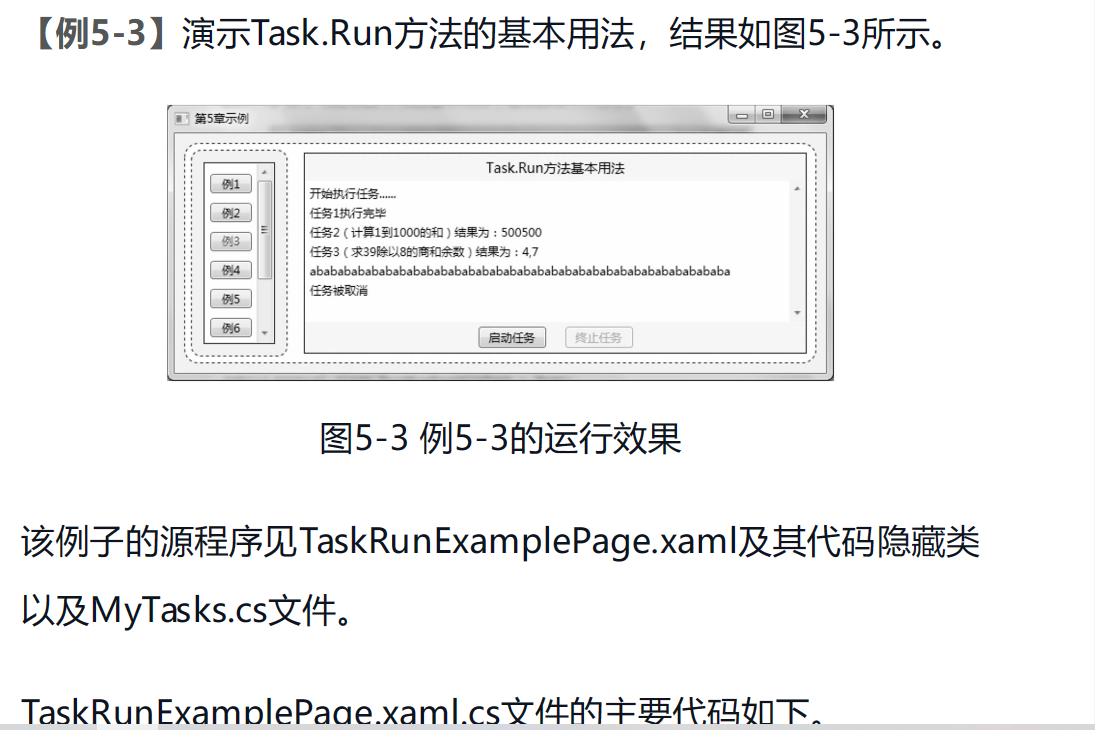 【例5-3】演示Task.Run方法的基本用法，结果如图5-3所示。
第5章示例
例1
例2
例3
例4
例5
例6
Task.Run方法基本用法
开始执行任务......
任务1执行完毕
任务2（计算1到1000的和）结果为：500500
任务3（求39除以8的商和余数）结果为：4,7
ababababababababababababababababababababababababababababababa
任务被取消
启动任务
终止任务
图5-3 例5-3的运行效果
该例子的源程序见TaskRunExamplePage.xaml及其代码隐藏类
以及MyTasks.cs文件。
TaskRunExamplePage.xaml.cs文件的主要代码如下。